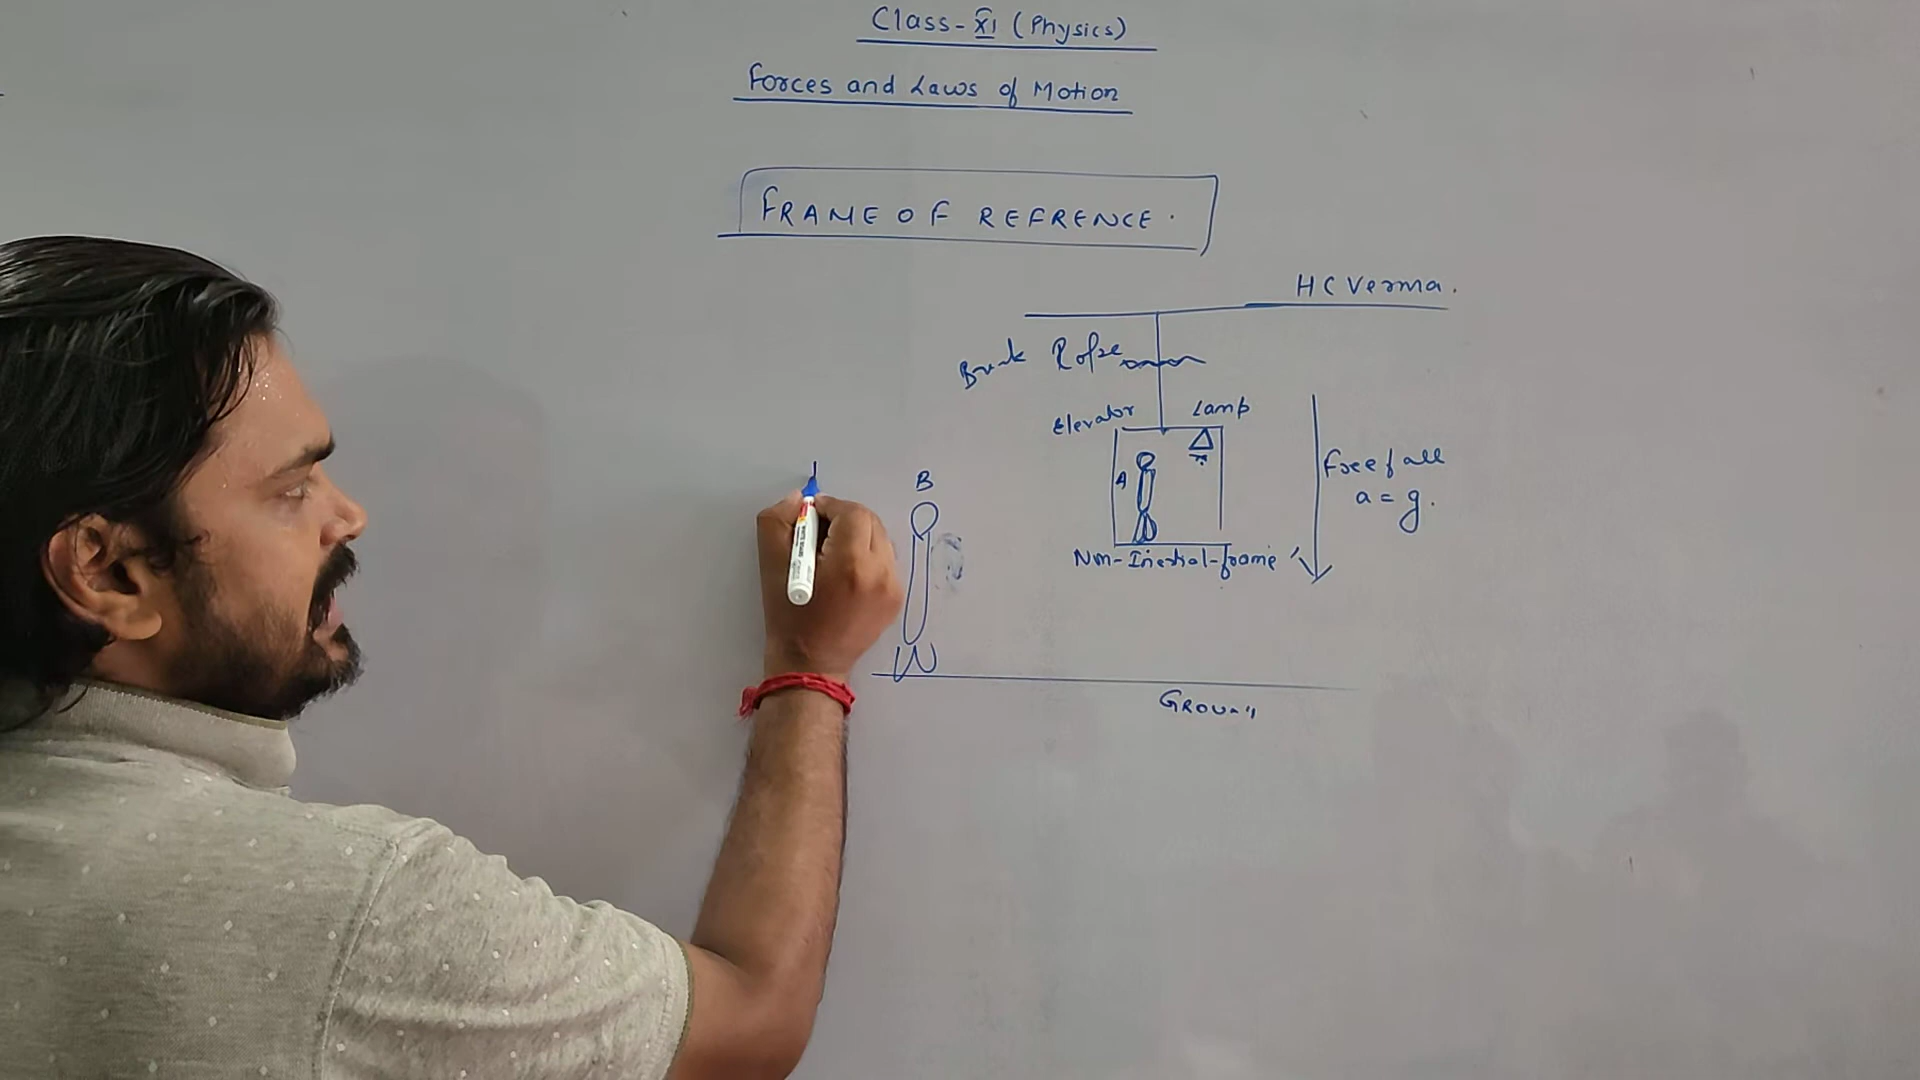 Class-XI (Physics)
Forces and Laws of Motion
FRAME OF REFRENCE.
HC Verma.
Rope
Elevator
Lamp
A
B
Free fall
a = g.
Non-Inertial-frame